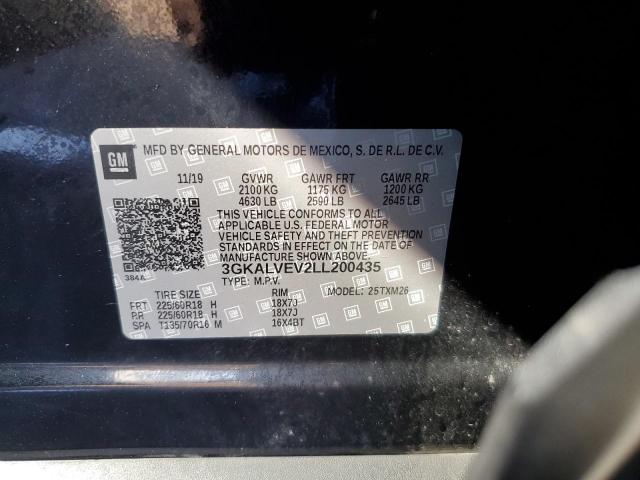 GM MFD BY GENERAL MOTORS DE MEXICO, S. DE R.L. DE C.V.
11/19 GVWR GAWR FRT GAWR RR
2100 KG 1175 KG 1200 KG
4630 LB 2590 LB 2645 LB
THIS VEHICLE CONFORMS TO ALL
APPLICABLE U.S. FEDERAL MOTOR
VEHICLE SAFETY AND THEFT
PREVENTION STANDARDS IN
EFFECT ON THE DATE OF
MANUFACTURE SHOWN ABOVE.
384A 3GKALVEV2LL200435
TYPE: M.P.V. MODEL: 25TXM26
TIRE SIZE RIM
FRT 225/60R18 H 18X7J
RR 225/60R18 H 18X7J
SPA T135/70R16 M 16X4BT